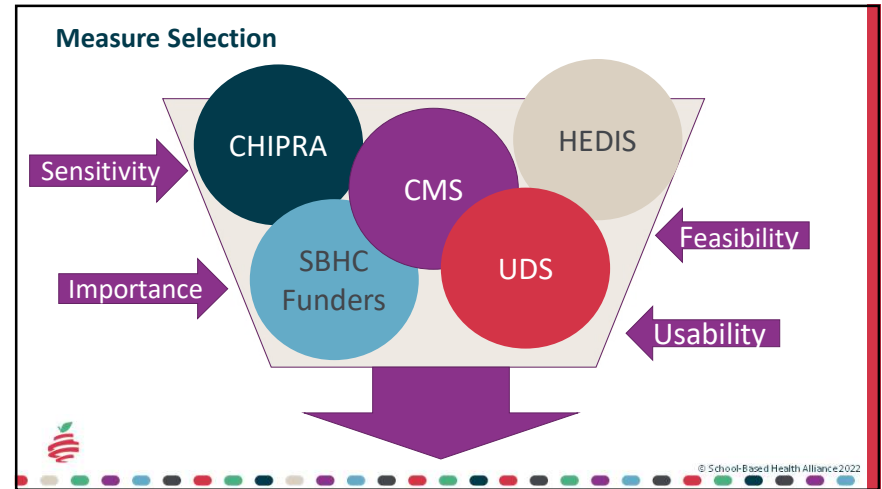 Measure Selection
CHIPRA
HEDIS
CMS
Sensitivity
Feasibility
SBHC
Funders
UDS
Importance
Usability
© School-Based Health Alliance 2022